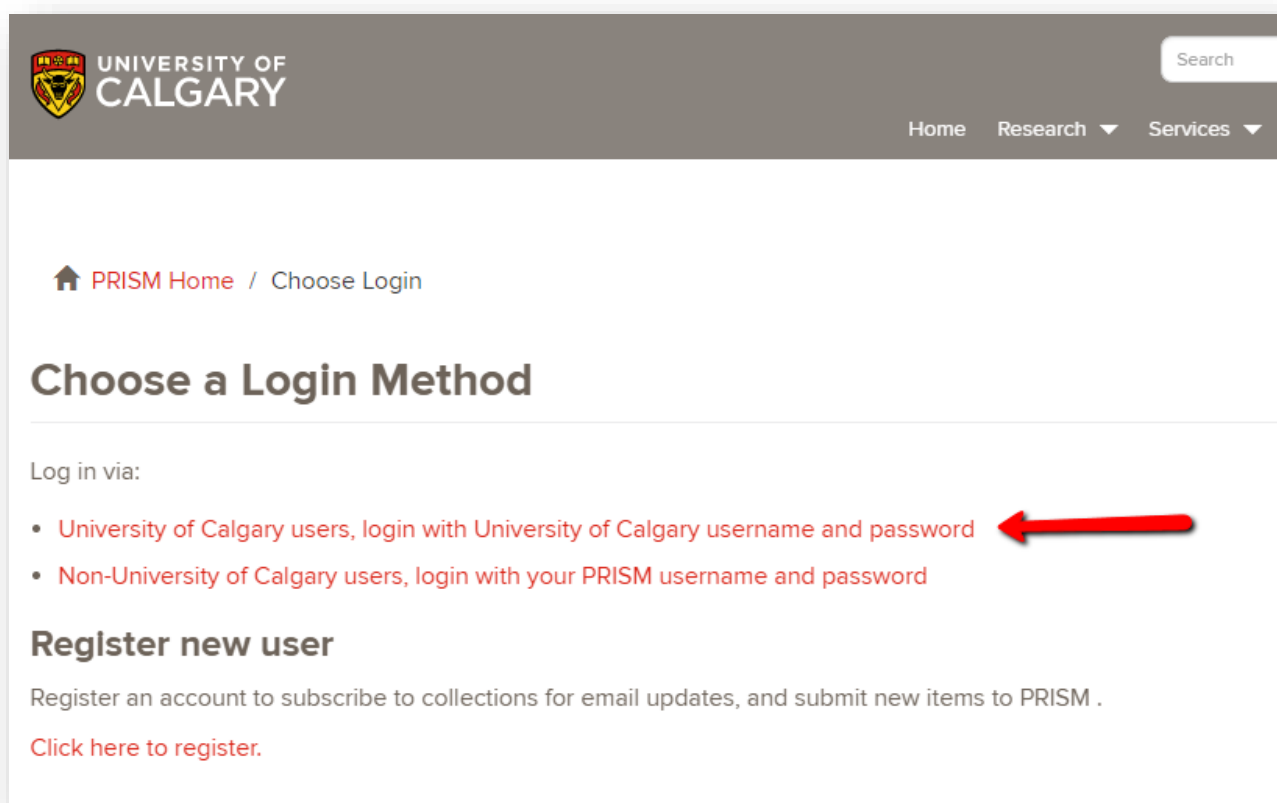 UNIVERSITY OF
CALGARY
Search
Home Research Services
PRISM Home / Choose Login
Choose a Login Method
Log in via:
• University of Calgary users, login with University of Calgary username and password
• Non-University of Calgary users, login with your PRISM username and password
Register new user
Register an account to subscribe to collections for email updates, and submit new items to PRISM .
Click here to register.